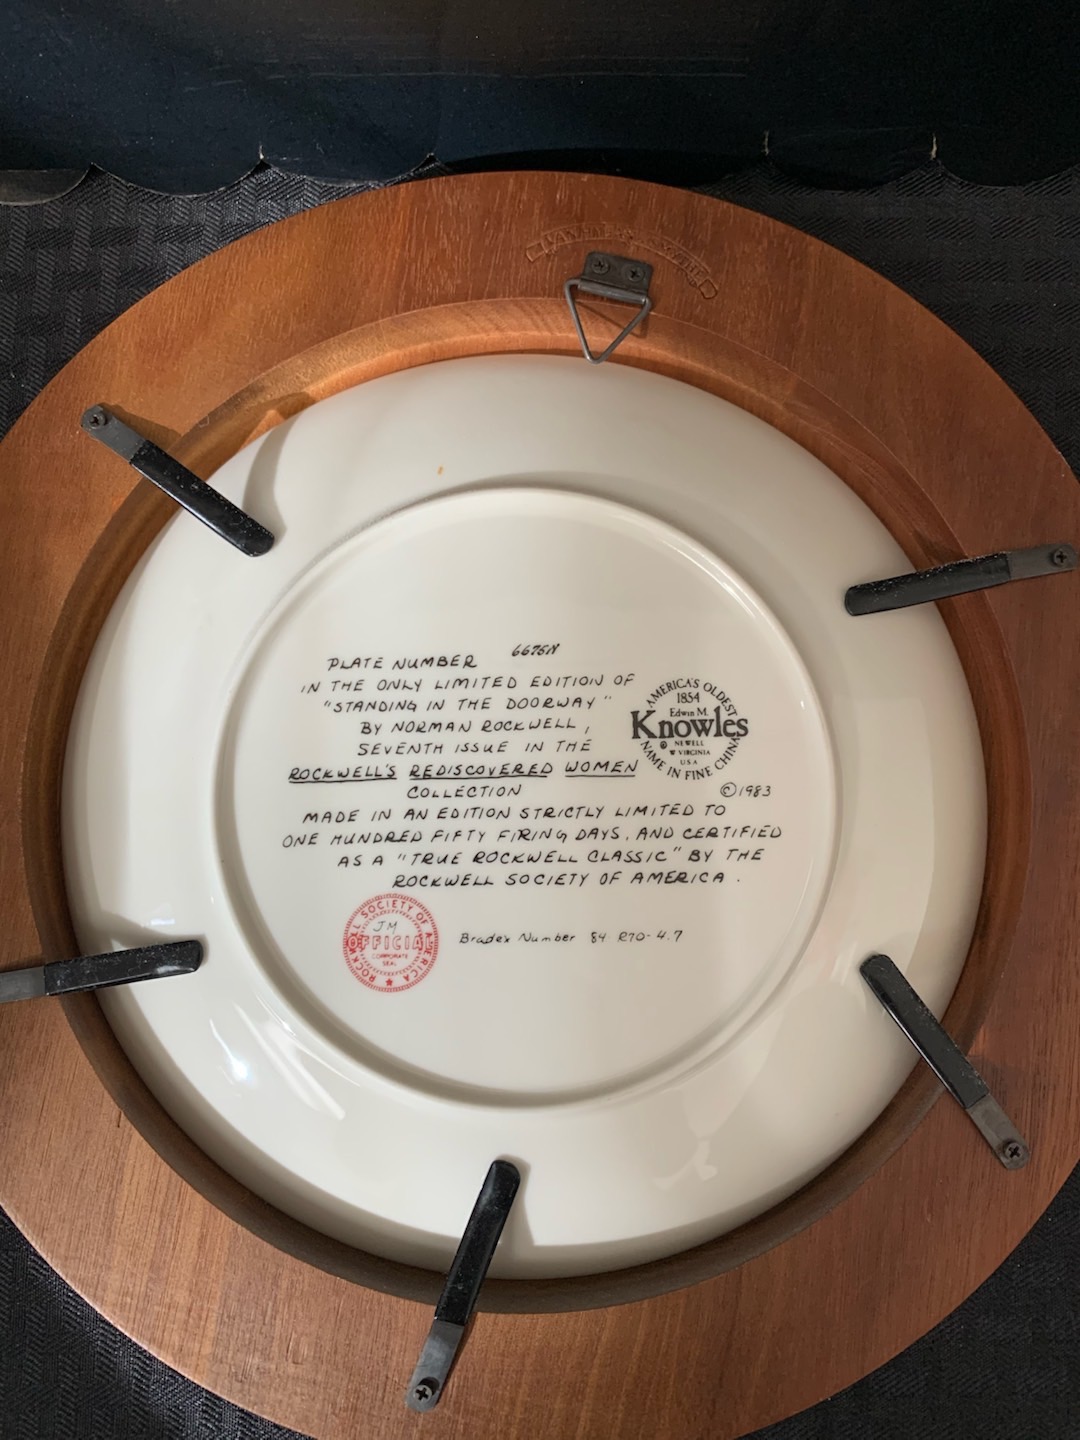 PLATE NUMBER 6675N
IN THE ONLY LIMITED EDITION OF
"STANDING IN THE DOORWAY"
BY NORMAN ROCKWELL,
SEVENTH ISSUE IN THE
ROCKWELL'S REDISCOVERED WOMEN
COLLECTION
AMERICA'S OLDEST
1854
Edwin M.
Knowles
NEWELL
W VIRGINIA
U S A
NAME IN FINE CHINA
©1983
MADE IN AN EDITION STRICTLY LIMITED TO
ONE HUNDRED FIFTY FIRING DAYS, AND CERTIFIED
AS A "TRUE ROCKWELL CLASSIC" BY THE
ROCKWELL SOCIETY OF AMERICA.
ROCKWELL SOCIETY OF AMERICA
JM
OFFICIAL
CORPORATE
SEAL
Bradex Number 84-R70-4.7